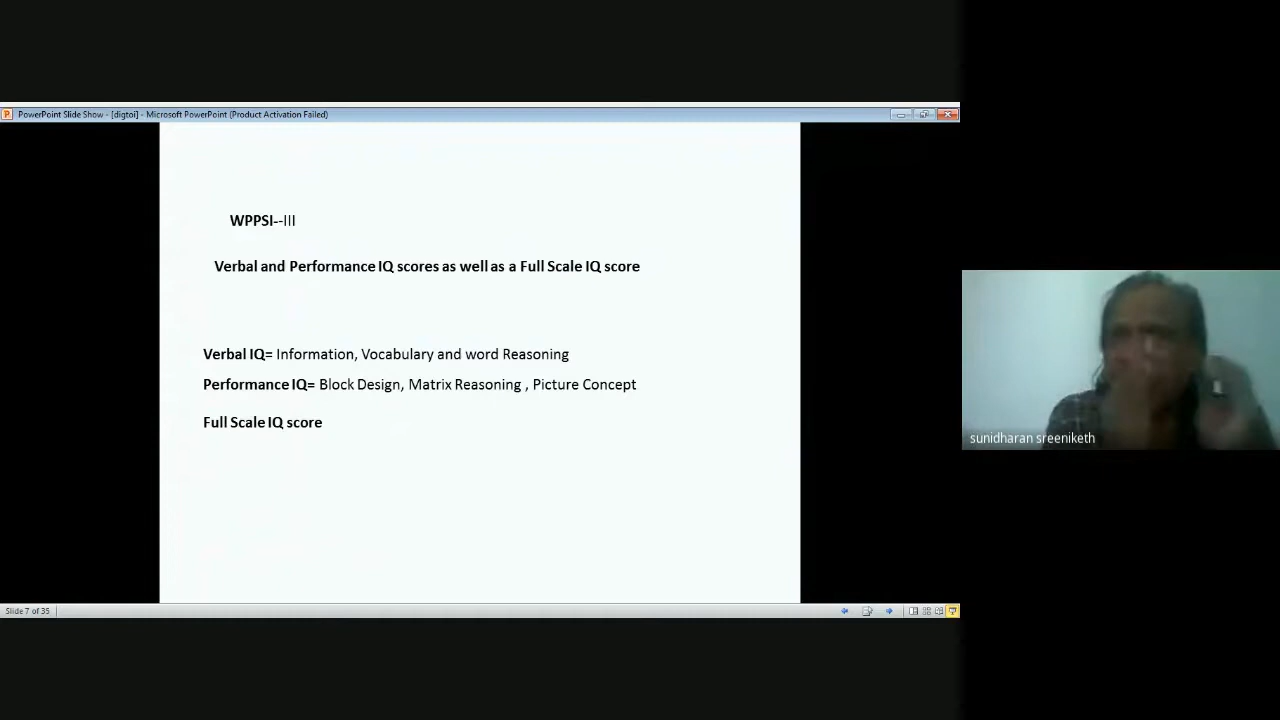 PowerPoint Slide Show - [digtoi] - Microsoft PowerPoint (Product Activation Failed)
WPPSI--III
Verbal and Performance IQ scores as well as a Full Scale IQ score
Verbal IQ= Information, Vocabulary and word Reasoning
Performance IQ= Block Design, Matrix Reasoning , Picture Concept
Full Scale IQ score
sunidharan sreeniketh
Slide 7 of 35